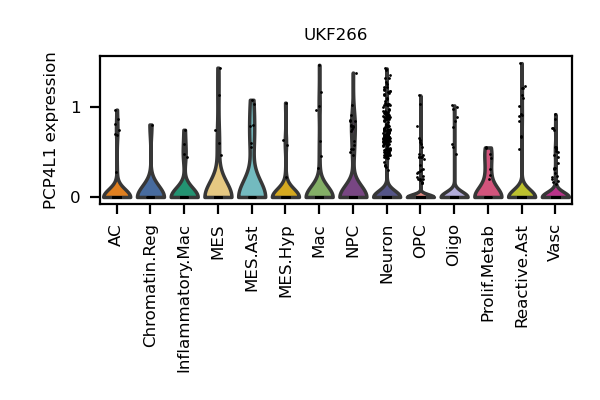 UKF266
PCP4L1 expression
1
0
AC
Chromatin.Reg
Inflammatory.Mac
MES
MES.Ast
MES.Hyp
Mac
NPC
Neuron
OPC
Oligo
Prolif.Metab
Reactive.Ast
Vasc